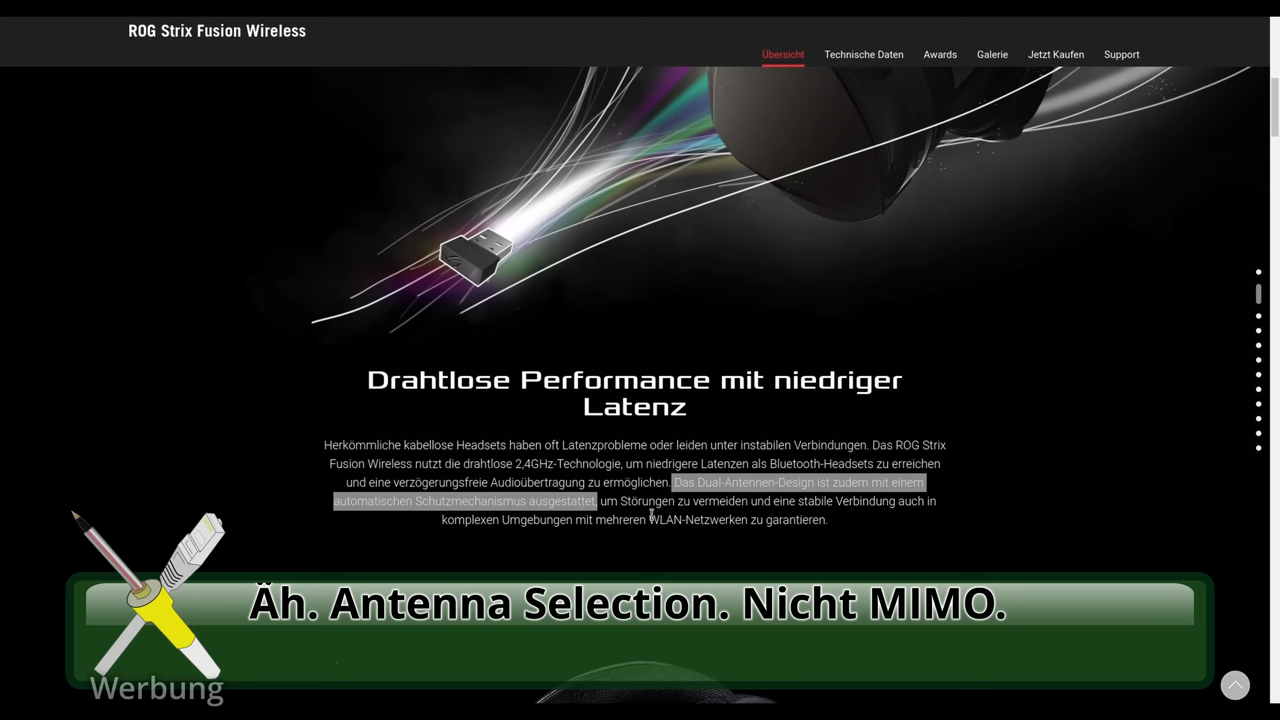 ROG Strix Fusion Wireless
Übersicht Technische Daten Awards Galerie Jetzt Kaufen Support
Drahtlose Performance mit niedriger
Latenz
Herkömmliche kabellose Headsets haben oft Latenzprobleme oder leiden unter instabilen Verbindungen. Das ROG Strix
Fusion Wireless nutzt die drahtlose 2,4GHz-Technologie, um niedrigere Latenzen als Bluetooth-Headsets zu erreichen
und eine verzögerungsfreie Audioübertragung zu ermöglichen. Das Dual-Antennen-Design ist zudem mit einem
automatischen Schutzmechanismus ausgestattet, um Störungen zu vermeiden und eine stabile Verbindung auch in
komplexen Umgebungen mit mehreren WLAN-Netzwerken zu garantieren.
Äh. Antenna Selection. Nicht MIMO.
Werbung